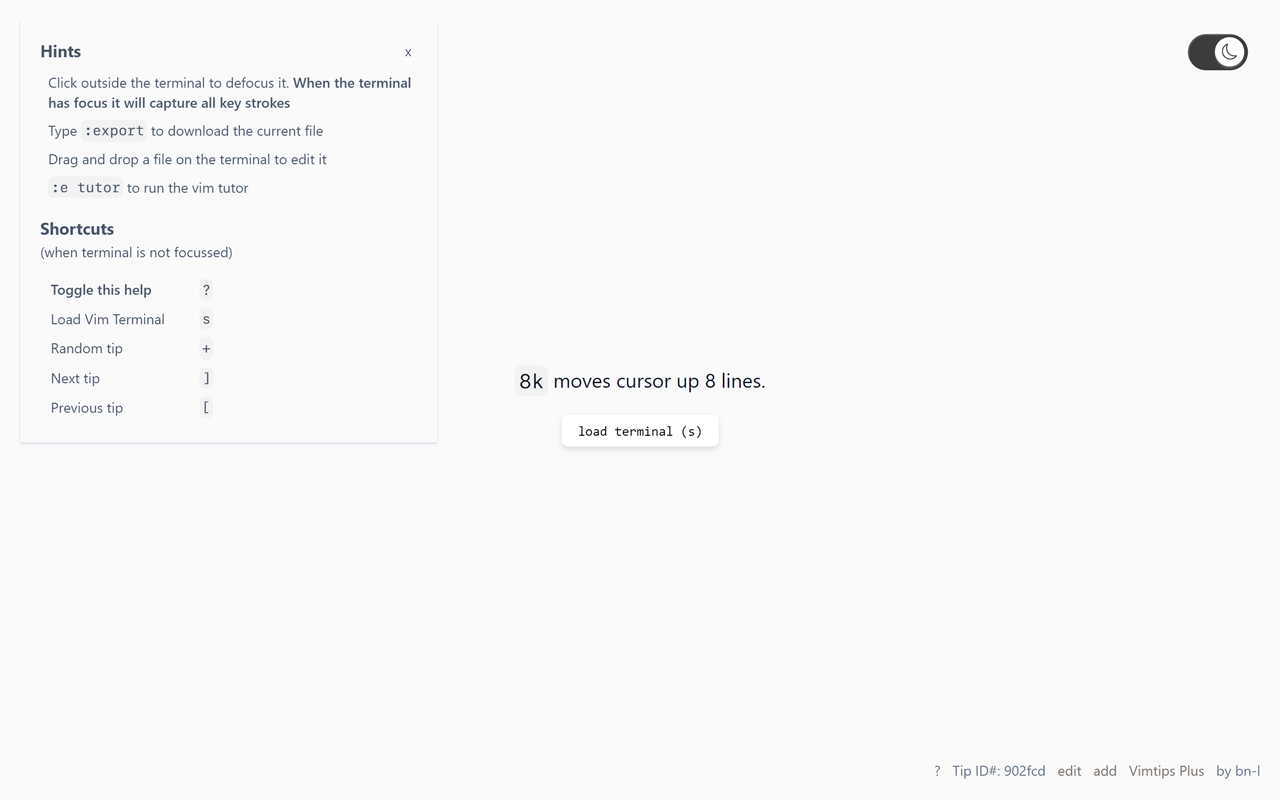 Hints
x
Click outside the terminal to defocus it. When the terminal
has focus it will capture all key strokes
Type :export to download the current file
Drag and drop a file on the terminal to edit it
:e tutor to run the vim tutor
Shortcuts
(when terminal is not focussed)
Toggle this help ?
Load Vim Terminal s
Random tip +
Next tip ]
Previous tip [
8k moves cursor up 8 lines.
load terminal (s)
? Tip ID#: 902fcd edit add Vimtips Plus by bn-l